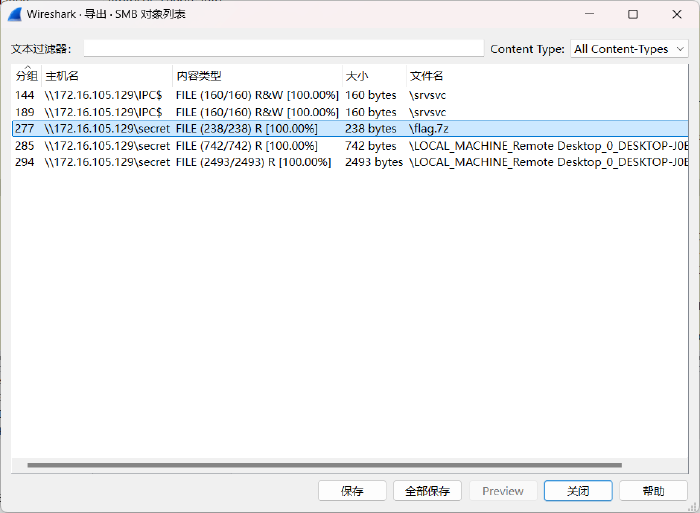 Wireshark · 导出 · SMB 对象列表
文本过滤器： Content Type: All Content-Types
分组 主机名 内容类型 大小 文件名
144 \\172.16.105.129\IPC$ FILE (160/160) R&W [100.00%] 160 bytes \srvsvc
189 \\172.16.105.129\IPC$ FILE (160/160) R&W [100.00%] 160 bytes \srvsvc
277 \\172.16.105.129\secret FILE (238/238) R [100.00%] 238 bytes \flag.7z
285 \\172.16.105.129\secret FILE (742/742) R [100.00%] 742 bytes \LOCAL_MACHINE_Remote Desktop_0_DESKTOP-J0E
294 \\172.16.105.129\secret FILE (2493/2493) R [100.00%] 2493 bytes \LOCAL_MACHINE_Remote Desktop_0_DESKTOP-J0E
保存 全部保存 Preview 关闭 帮助